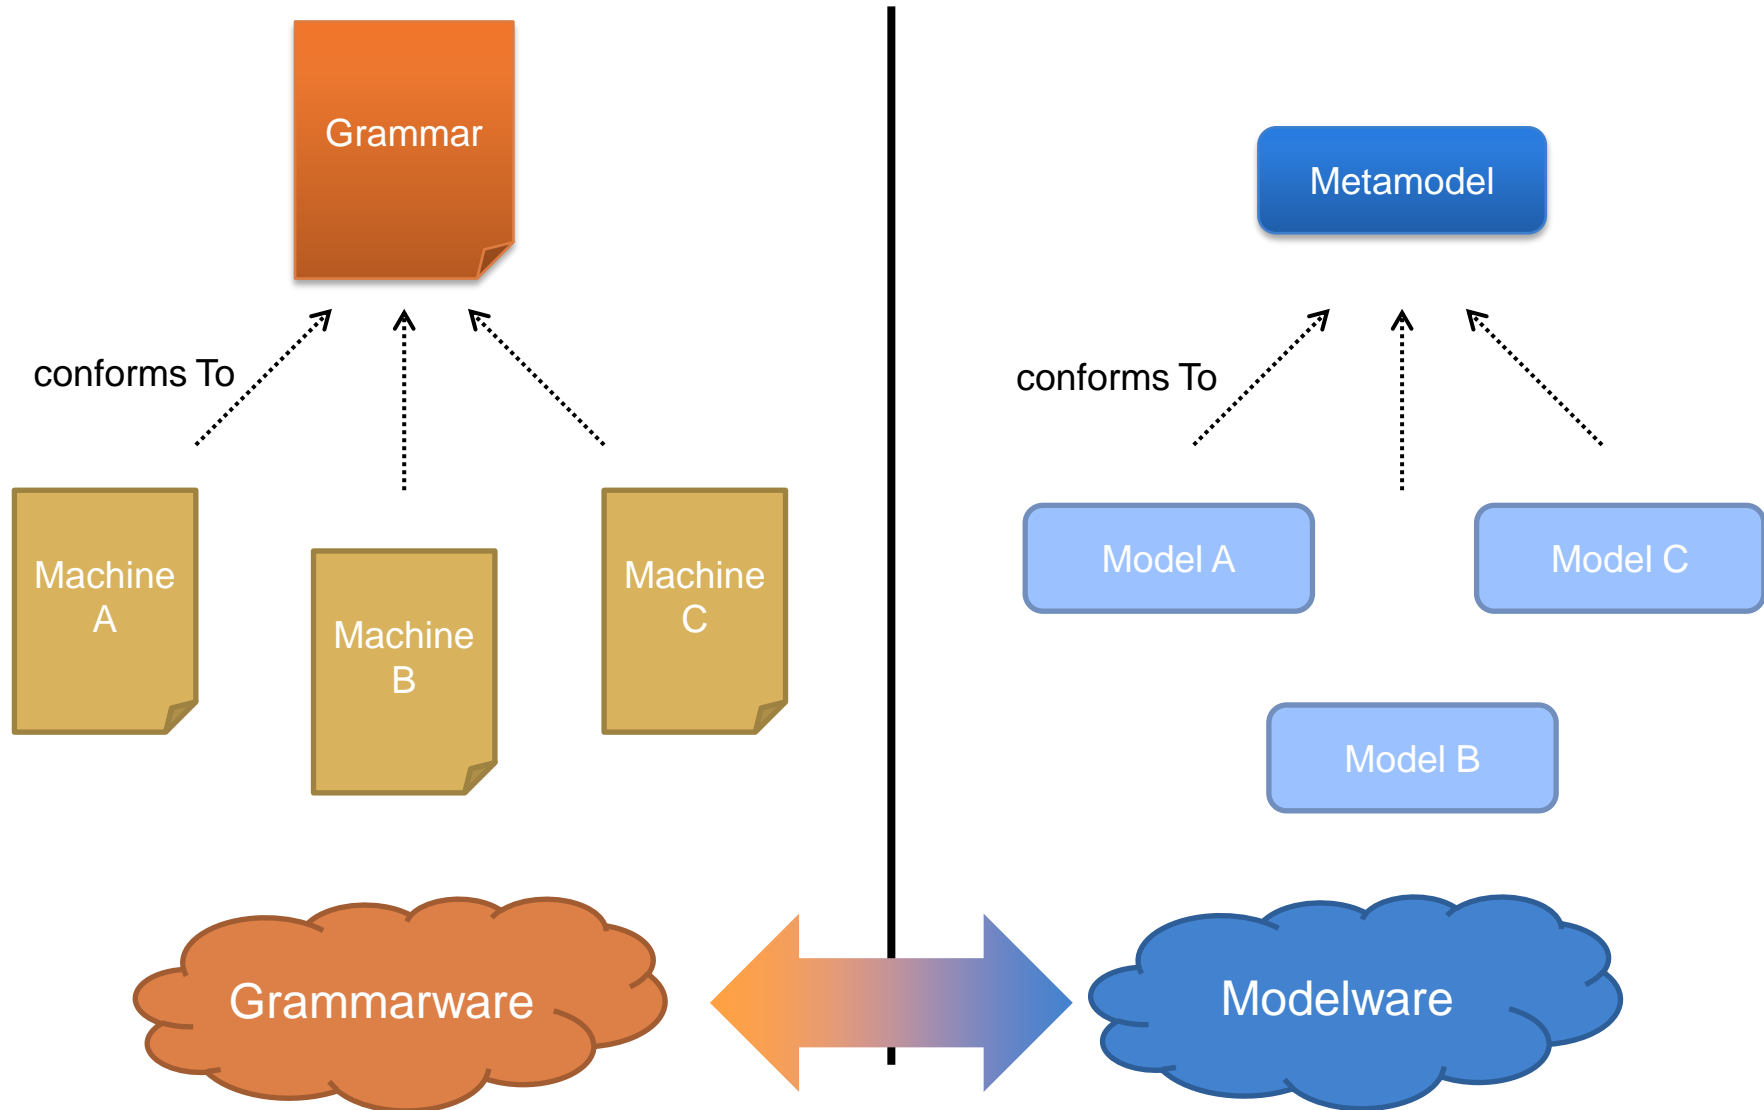 Grammar
conforms To
Machine
A
Machine
B
Machine
C
Grammarware
Metamodel
conforms To
Model A
Model C
Model B
Modelware